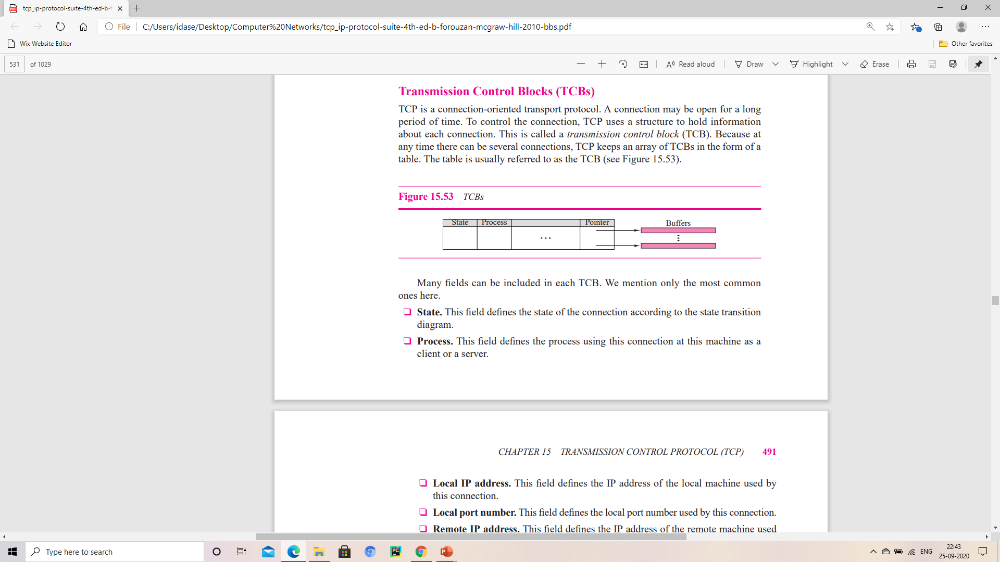 tcp_ip-protocol-suite-4th-ed-b-f
File
C:/Users/idase/Desktop/Computer%20Networks/tcp_ip-protocol-suite-4th-ed-b-forouzan-mcgraw-hill-2010-bbs.pdf
Wix Website Editor
Other favorites
531 of 1029
Read aloud
Draw
Highlight
Erase
Transmission Control Blocks (TCBs)
TCP is a connection-oriented transport protocol. A connection may be open for a long
period of time. To control the connection, TCP uses a structure to hold information
about each connection. This is called a transmission control block (TCB). Because at
any time there can be several connections, TCP keeps an array of TCBs in the form of a
table. The table is usually referred to as the TCB (see Figure 15.53).
Figure 15.53 TCBs
State Process Pointer Buffers
Many fields can be included in each TCB. We mention only the most common
ones here.
❑ State. This field defines the state of the connection according to the state transition
diagram.
❑ Process. This field defines the process using this connection at this machine as a
client or a server.
CHAPTER 15 TRANSMISSION CONTROL PROTOCOL (TCP) 491
❑ Local IP address. This field defines the IP address of the local machine used by
this connection.
❑ Local port number. This field defines the local port number used by this connection.
❑ Remote IP address. This field defines the IP address of the remote machine used
Type here to search
ENG
22:43
25-09-2020